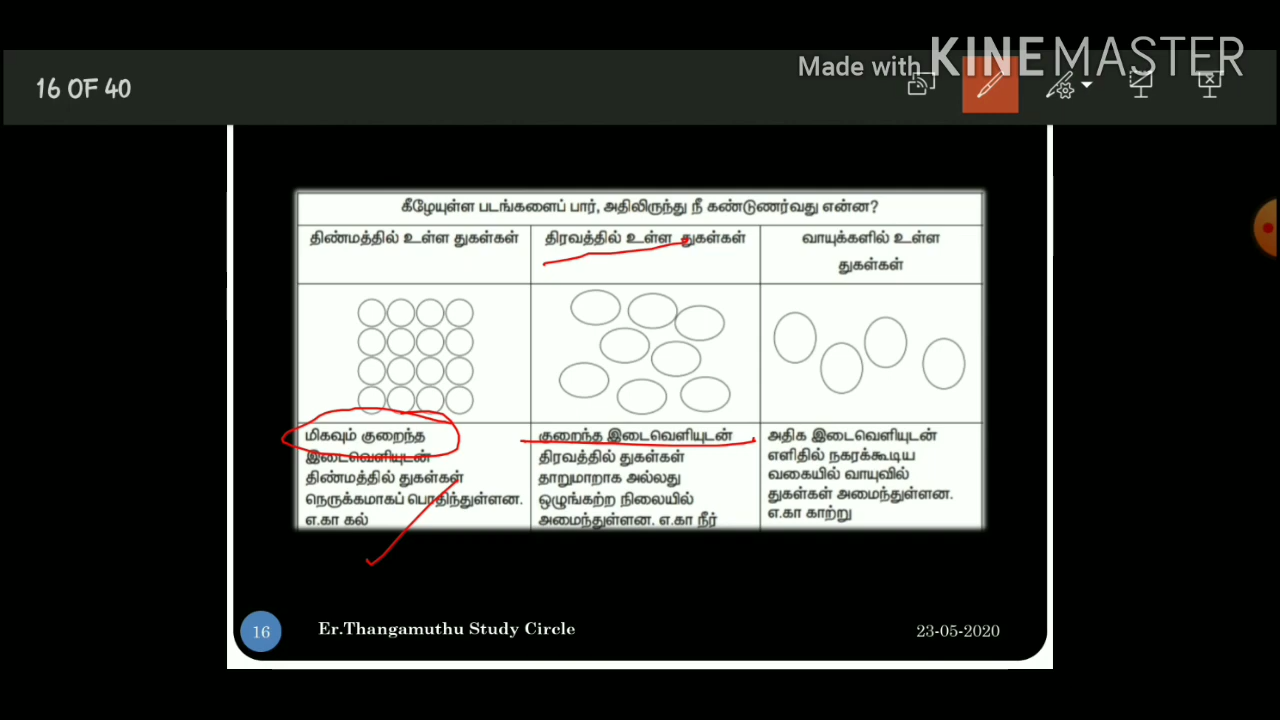 Made with KINEMASTER
16 OF 40
கீழேயுள்ள படங்களைப் பார், அதிலிருந்து நீ கண்டுணர்வது என்ன?
திண்மத்தில் உள்ள துகள்கள்
திரவத்தில் உள்ள துகள்கள்
வாயுக்களில் உள்ள
துகள்கள்
மிகவும் குறைந்த
இடைவெளியுடன்
திண்மத்தில் துகள்கள்
நெருக்கமாகப் பொதிந்துள்ளன.
எ.கா கல்
குறைந்த இடைவெளியுடன்
திரவத்தில் துகள்கள்
தாறுமாறாக அல்லது
ஒழுங்கற்ற நிலையில்
அமைந்துள்ளன. எ.கா நீர்
அதிக இடைவெளியுடன்
எளிதில் நகரக்கூடிய
வகையில் வாயுவில்
துகள்கள் அமைந்துள்ளன.
எ.கா காற்று
16
Er.Thangamuthu Study Circle
23-05-2020